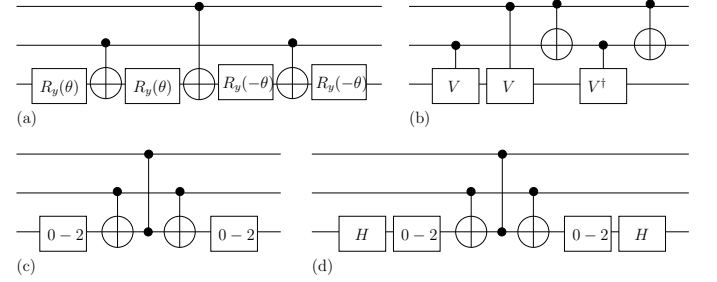 R_y(θ) R_y(θ) R_y(−θ) R_y(−θ)
(a)
V V V†
(b)
0 − 2 0 − 2
(c)
H 0 − 2 0 − 2 H
(d)